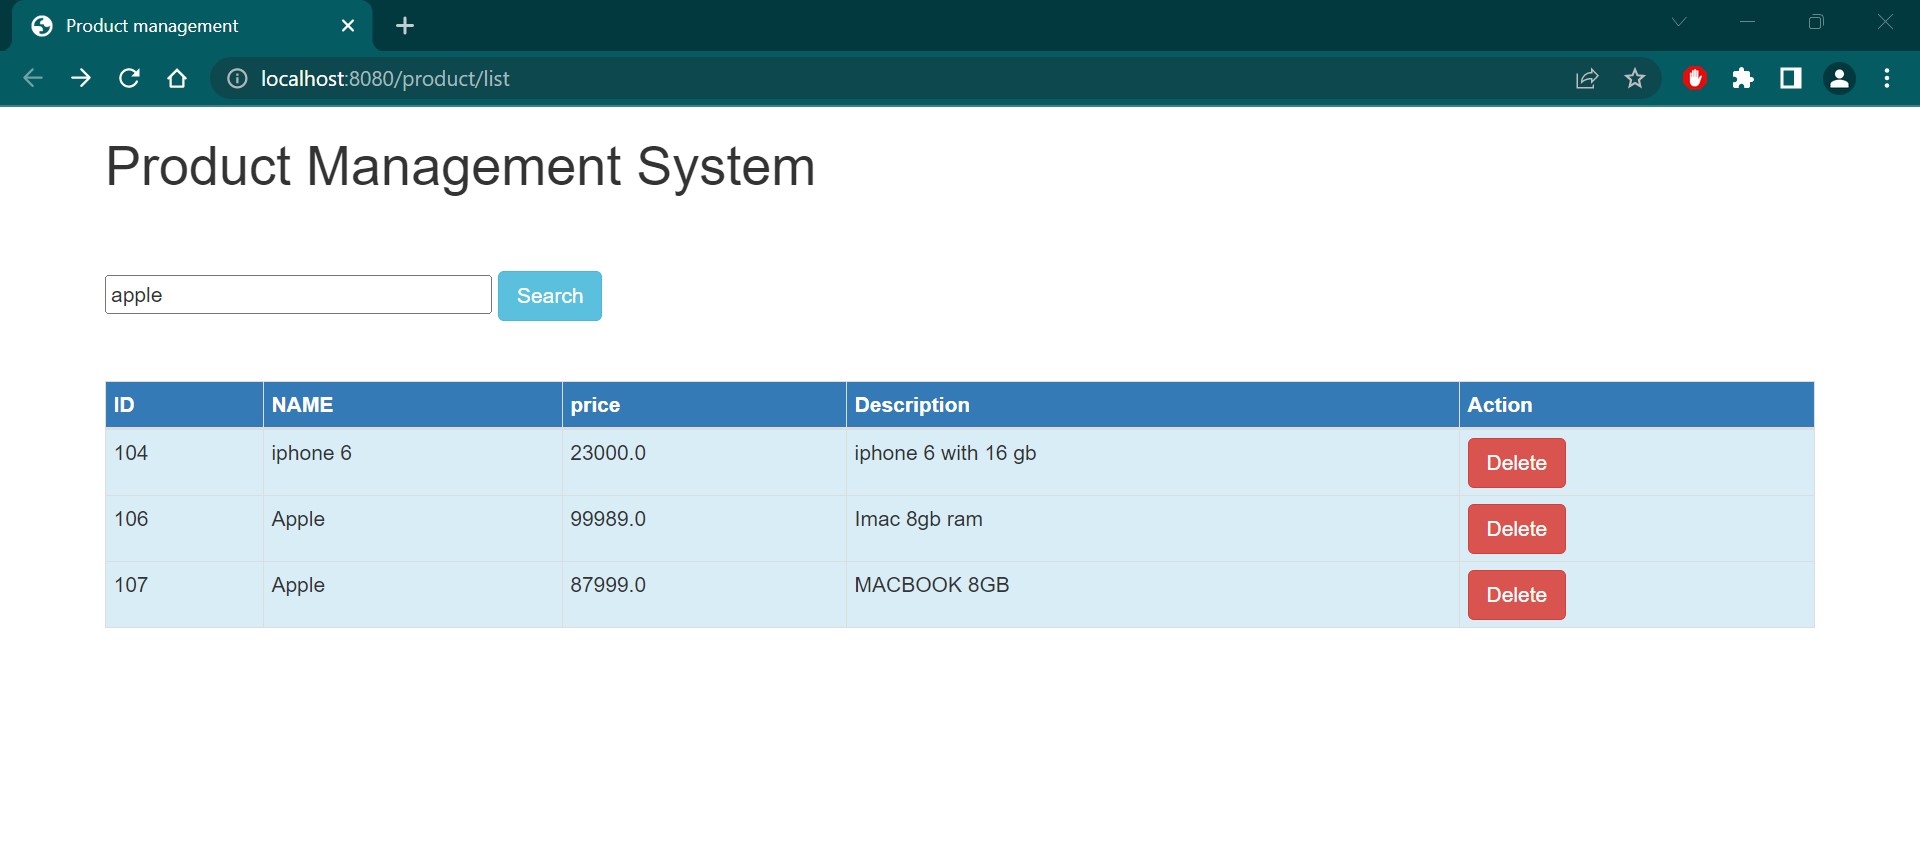 Product management
localhost:8080/product/list
Product Management System
apple Search
ID NAME price Description Action
104 iphone 6 23000.0 iphone 6 with 16 gb Delete
106 Apple 99989.0 Imac 8gb ram Delete
107 Apple 87999.0 MACBOOK 8GB Delete